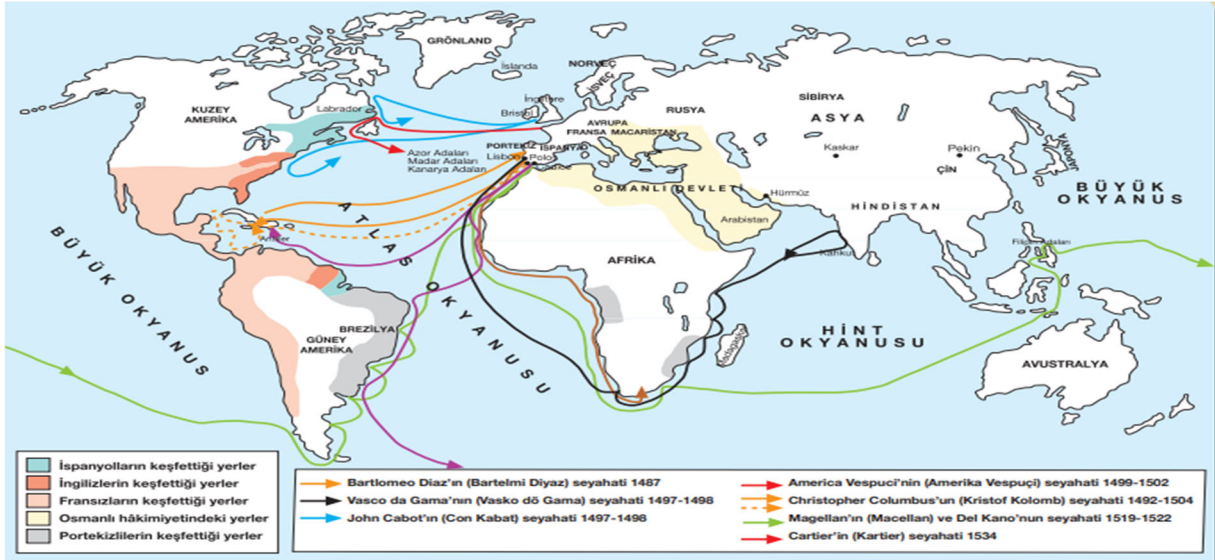 GRÖNLAND
İslanda
NORVEÇ
İSVEÇ
SİBİRYA
KUZEY
AMERİKA
Labrador
İngiltere
Bristol
RUSYA
ASYA
AVRUPA
FRANSA MACARİSTAN
Azor Adaları
Madar Adaları
Kanarya Adaları
PORTEKİZ
İSPANYA
Lisbon
Polos
Kaskar
Pekin
JAPONYA
ÇİN
OSMANLI DEVLETİ
Hürmüz
BÜYÜK
OKYANUS
HİNDİSTAN
Arabistan
ATLAS OKYANUSU
Antiller
Filipin Adaları
BÜYÜK OKYANUS
AFRİKA
Kalikut
BREZİLYA
GÜNEY
AMERİKA
HİNT
OKYANUSU
Madagaskar
AVUSTRALYA
İspanyolların keşfettiği yerler
İngilizlerin keşfettiği yerler
Fransızların keşfettiği yerler
Osmanlı hâkimiyetindeki yerler
Portekizlilerin keşfettiği yerler
Bartlomeo Diaz'ın (Bartelmi Diyaz) seyahati 1487
Vasco da Gama'nın (Vasko dö Gama) seyahati 1497-1498
John Cabot'ın (Con Kabat) seyahati 1497-1498
America Vespuci'nin (Amerika Vespuçi) seyahati 1499-1502
Christopher Columbus'un (Kristof Kolomb) seyahati 1492-1504
Magellan'ın (Macellan) ve Del Kano'nun seyahati 1519-1522
Cartier'in (Kartier) seyahati 1534